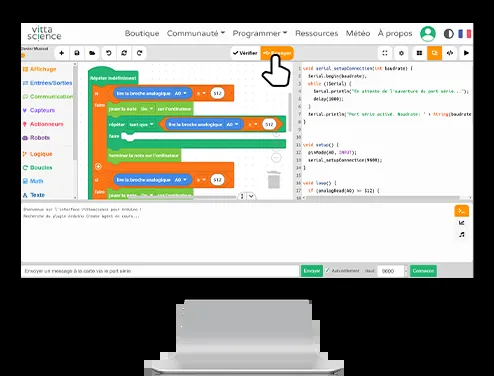 vitta
science
Boutique Communauté Programmer Ressources Météo À propos
Vérifier
Affichage
Entrées/Sorties
Communication
Capteurs
Actionneurs
Robots
Logique
Boucles
Math
Texte
Répéter indéfiniment
si lire la broche analogique A0 512
faire jouer la note sur l'ordinateur
répéter tant que lire la broche analogique A0 512
faire
terminer la note sur l'ordinateur
si lire la broche analogique A0 512
faire jouer la note sur l'ordinateur
void serial_setupConnection(int baudrate) {
Serial.begin(baudrate);
while (!Serial) {
Serial.println("En attente de l'ouverture du port série...");
delay(1000);
}
Serial.println("Port série activé. Baudrate: " + String(baudrate
void setup() {
pinMode(A0, INPUT);
serial_setupConnection(9600);
void loop() {
if (analogRead(A0) >= 512) {
Bienvenue sur l'interface Vittascience pour Arduino !
Recherche du plugin Arduino Create Agent en cours...
Envoyer un message à la carte via le port série
Envoyer Autodéfilement Baud 9600 Connexion